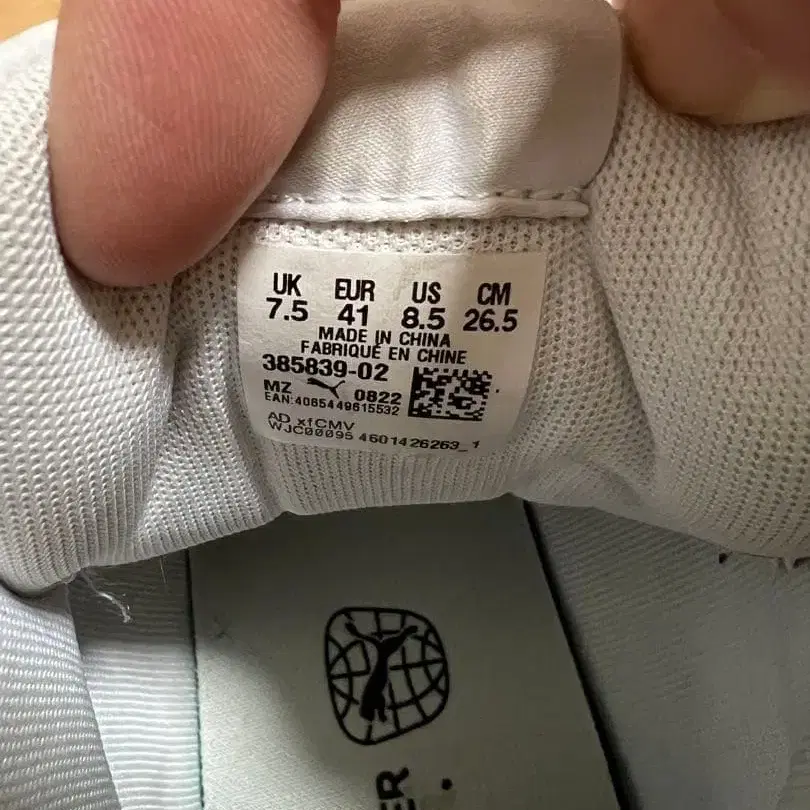 UK EUR US CM
7.5 41 8.5 26.5
MADE IN CHINA
FABRIQUÉ EN CHINE
385839-02
MZ 0822
EAN:4065449615532
AD xfCMV
WJC00095 4601426263_1
ER